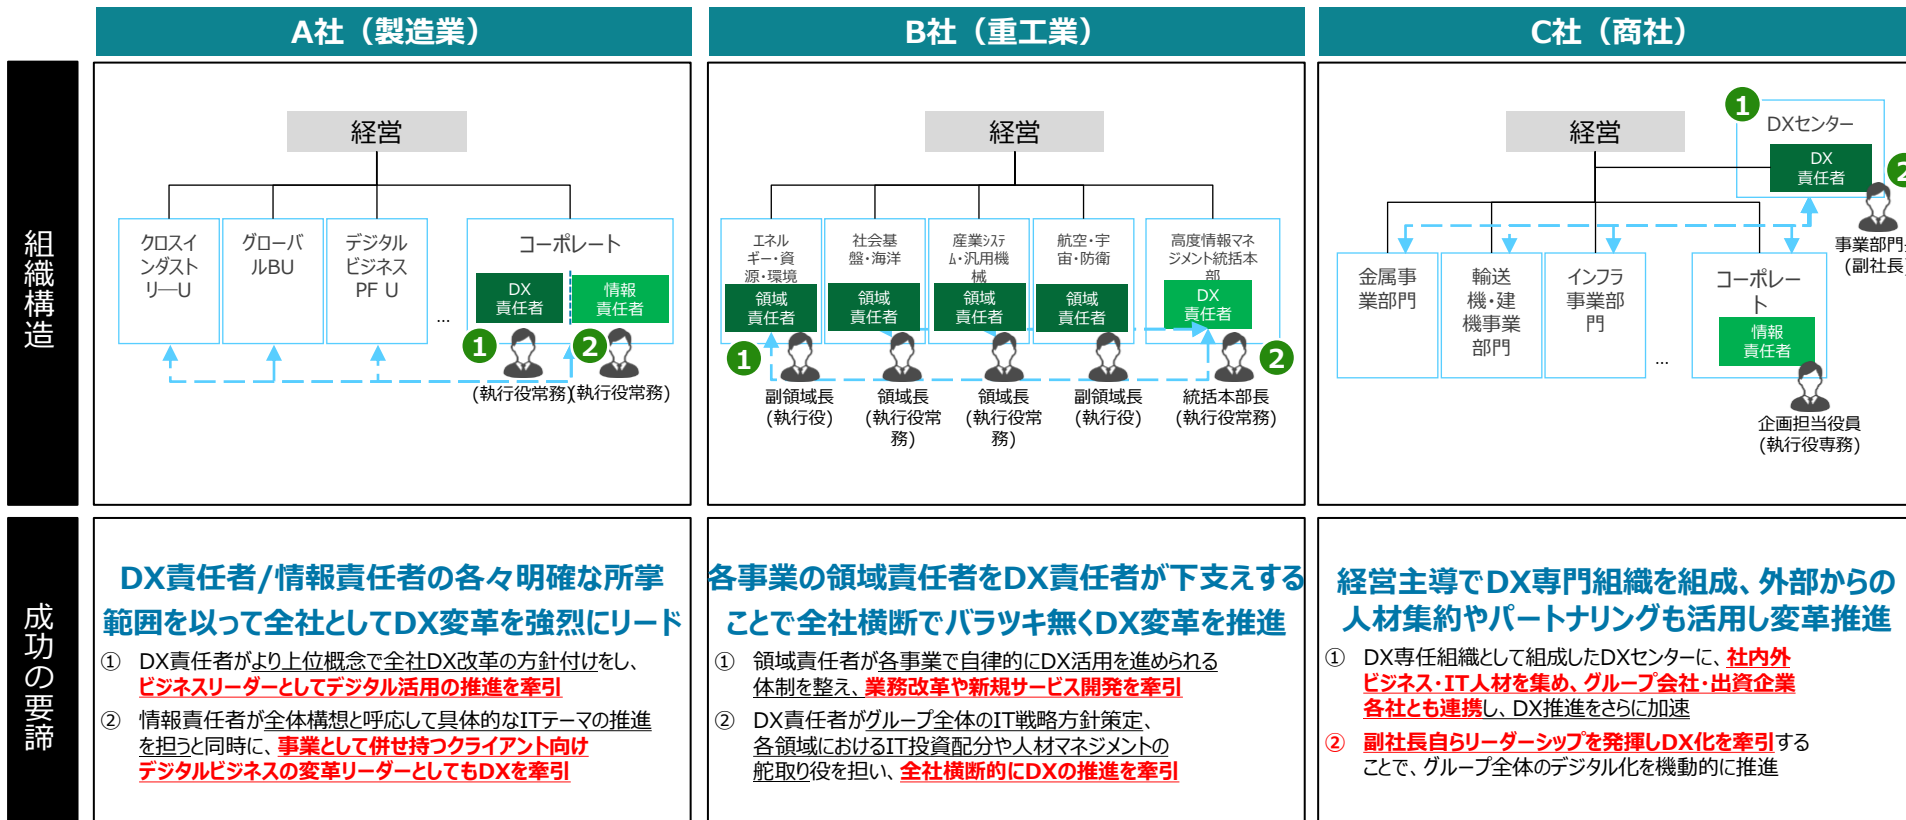 A社（製造業）
B社（重工業）
C社（商社）
組織構造
経営
クロスイ
ンダスト
リーU
グローバ
ルBU
デジタル
ビジネス
PF U
...
コーポレート
DX
責任者
情報
責任者
1
2
(執行役常務)
(執行役常務)
経営
エネル
ギー・資
源・環境
領域
責任者
社会基
盤・海洋
領域
責任者
産業ｼｽﾃ
ﾑ・汎用機
械
領域
責任者
航空・宇
宙・防衛
領域
責任者
高度情報マネ
ジメント統括本
部
DX
責任者
1
2
副領域長
(執行役)
領域長
(執行役常
務)
領域長
(執行役常
務)
副領域長
(執行役)
統括本部長
(執行役常務)
経営
1
DXセンター
DX
責任者
2
事業部門
(副社長)
金属事
業部門
輸送
機・建
機事業
部門
インフラ
事業部
門
...
コーポレー
ト
情報
責任者
企画担当役員
(執行役専務)
成功の要諦
DX責任者/情報責任者の各々明確な所掌
範囲を以って全社としてDX変革を強烈にリード
① DX責任者がより上位概念で全社DX改革の方針付けをし、
ビジネスリーダーとしてデジタル活用の推進を牽引
② 情報責任者が全体構想と呼応して具体的なITテーマの推進
を担うと同時に、事業として併せ持つクライアント向け
デジタルビジネスの変革リーダーとしてもDXを牽引
各事業の領域責任者をDX責任者が下支えする
ことで全社横断でバラツキ無くDX変革を推進
① 領域責任者が各事業で自律的にDX活用を進められる
体制を整え、業務改革や新規サービス開発を牽引
② DX責任者がグループ全体のIT戦略方針策定、
各領域におけるIT投資配分や人材マネジメントの
舵取り役を担い、全社横断的にDXの推進を牽引
経営主導でDX専門組織を組成、外部からの
人材集約やパートナリングも活用し変革推進
① DX専任組織として組成したDXセンターに、社内外
ビジネス・IT人材を集め、グループ会社・出資企業
各社とも連携し、DX推進をさらに加速
② 副社長自らリーダーシップを発揮しDX化を牽引する
ことで、グループ全体のデジタル化を機動的に推進